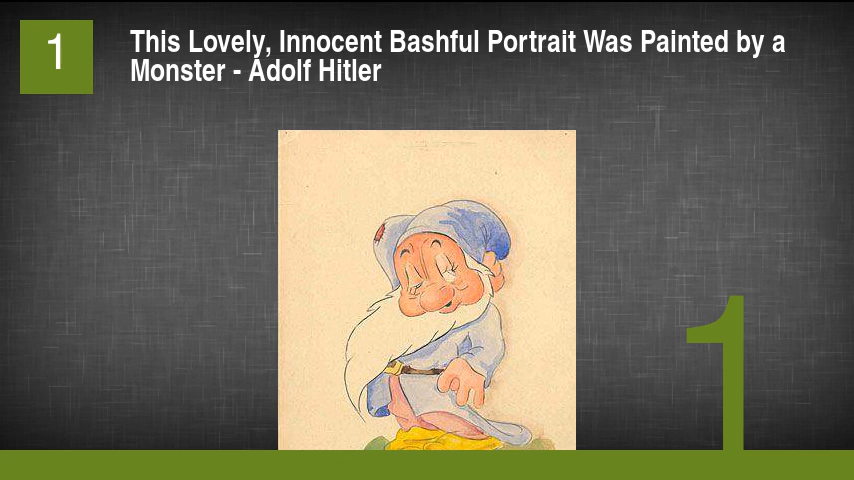 1
This Lovely, Innocent Bashful Portrait Was Painted by a
Monster - Adolf Hitler
1